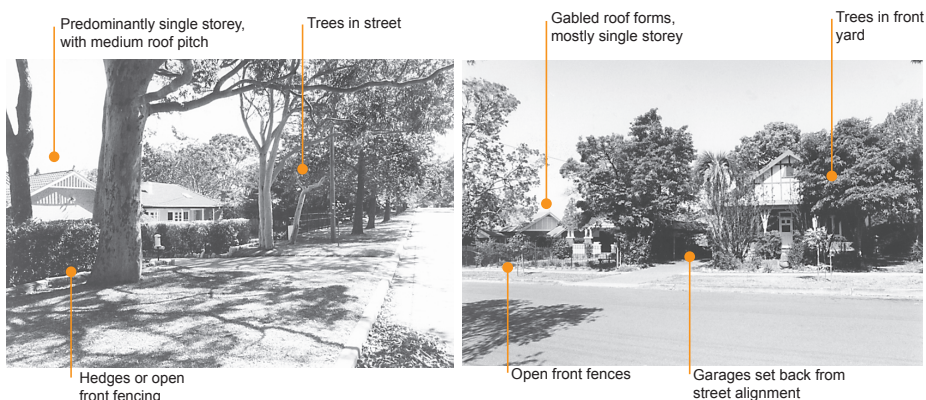 Predominantly single storey,
with medium roof pitch
Trees in street
Gabled roof forms,
mostly single storey
Trees in front
yard
Hedges or open
front fencing
Open front fences
Garages set back from
street alignment